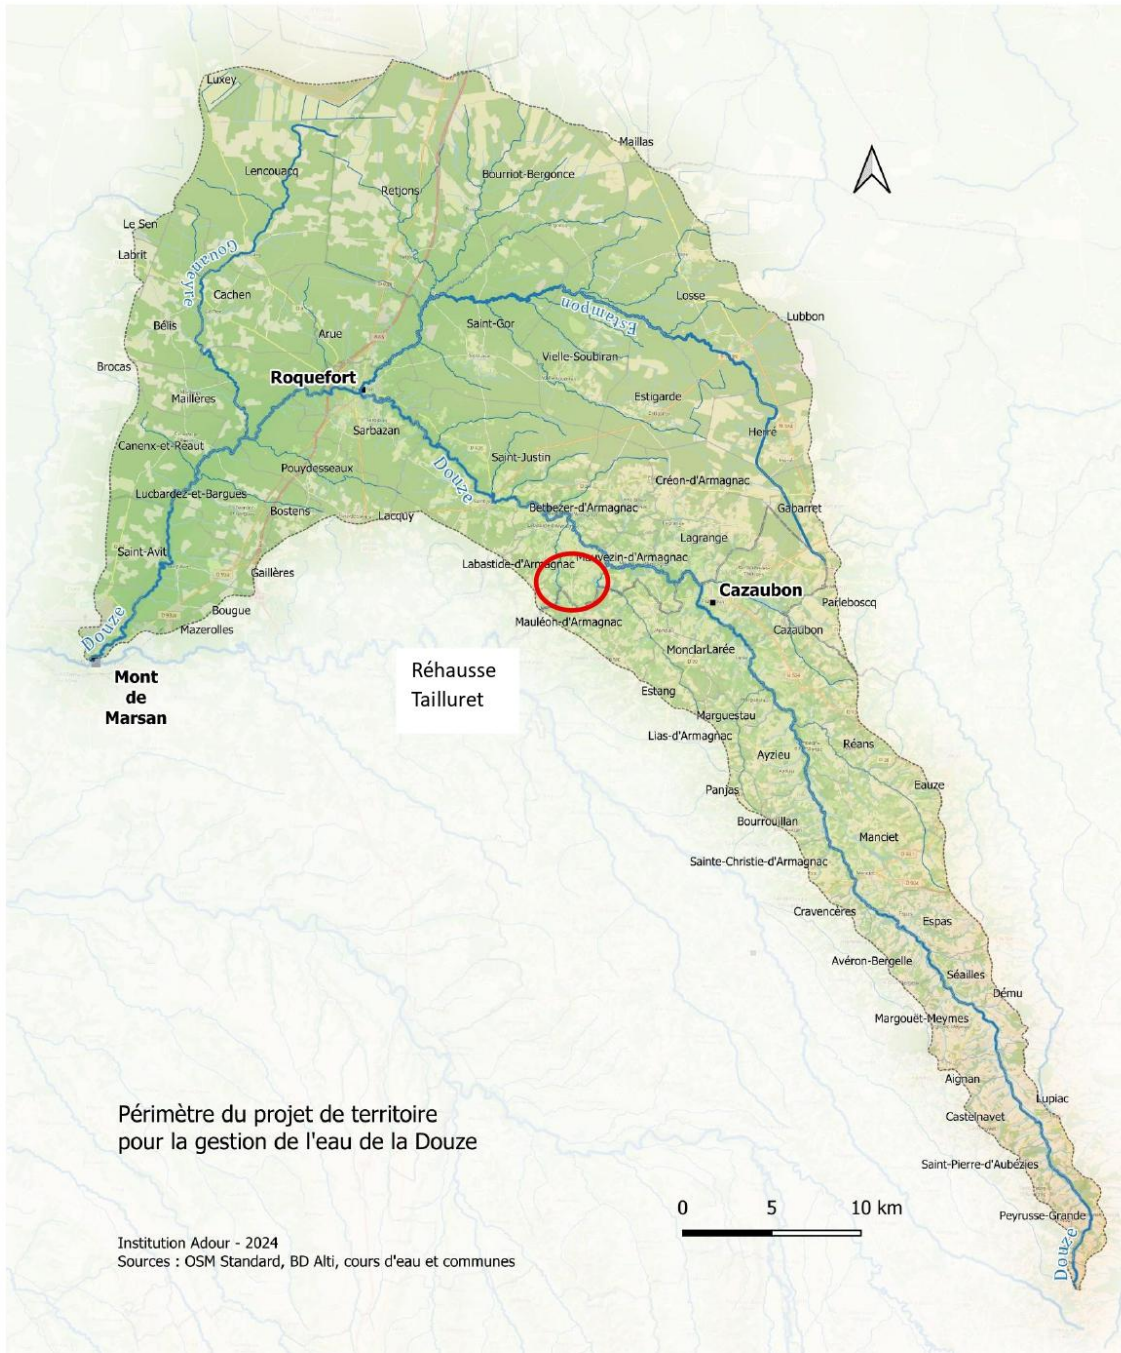 Luxey
Maillas
Lencouacq
Bourriot-Bergonce
Retjons
Le Sen
Gouaneyre
Labrit
Cachen
Losse
Estampon
Lubbon
Bélis
Saint-Gor
Arue
Vielle-Soubiran
Brocas
Roquefort
Maillères
Estigarde
Sarbazan
Herré
Canenx-et-Réaut
Saint-Justin
Douze
Pouydesseaux
Créon-d'Armagnac
Lucbardez-et-Bargues
Betbezer-d'Armagnac
Gabarret
Bostens
Lacquy
Lagrange
Saint-Avit
Mauvezin-d'Armagnac
Labastide-d'Armagnac
Gaillères
Cazaubon
Parleboscq
Bougue
Douze
Mazerolles
Mauléon-d'Armagnac
Cazaubon
Monclar
Larée
Mont
de
Marsan
Réhausse
Tailluret
Estang
Marguestau
Lias-d'Armagnac
Réans
Ayzieu
Eauze
Panjas
Bourrouillan
Manciet
Sainte-Christie-d'Armagnac
Cravencères
Espas
Avéron-Bergelle
Séailles
Dému
Margouët-Meymes
Aignan
Lupiac
Castelnavet
Périmètre du projet de territoire
pour la gestion de l'eau de la Douze
Saint-Pierre-d'Aubézies
0 5 10 km
Peyrusse-Grande
Douze
Institution Adour - 2024
Sources : OSM Standard, BD Alti, cours d'eau et communes